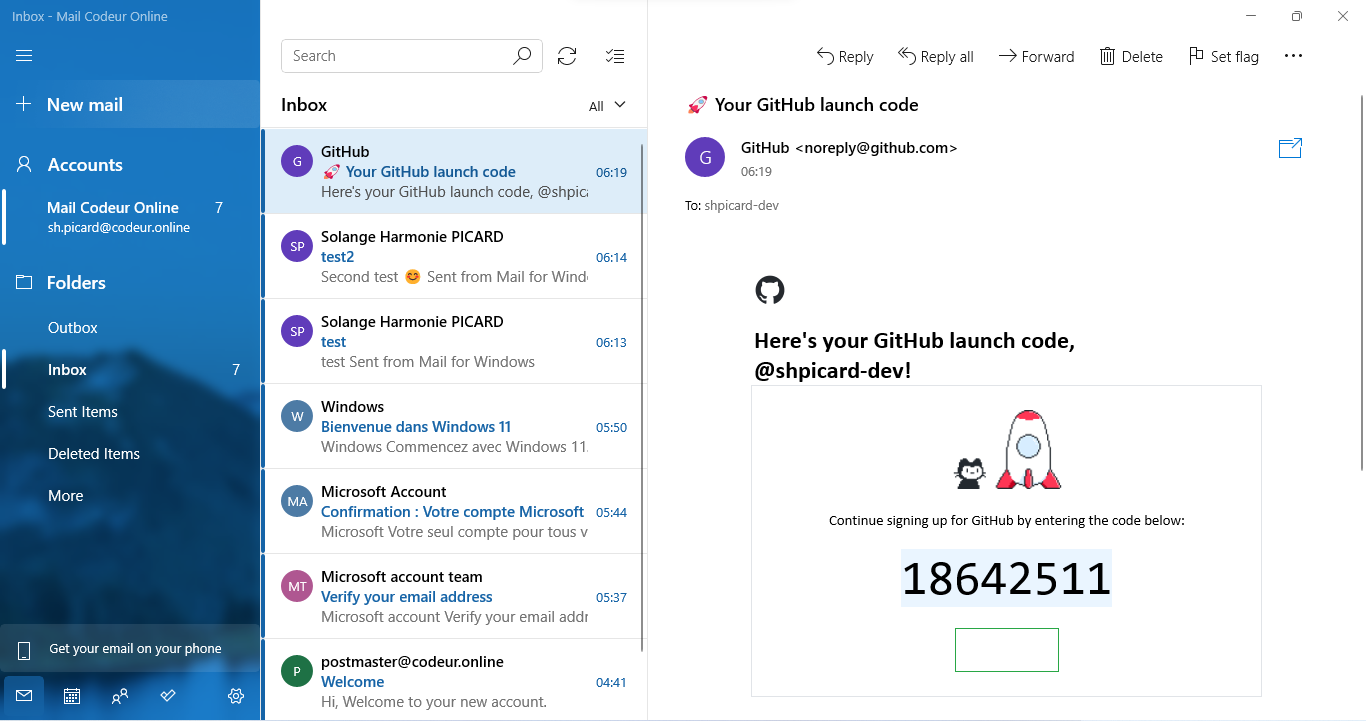 Inbox - Mail Codeur Online
New mail
Accounts
Mail Codeur Online 7
sh.picard@codeur.online
Folders
Outbox
Inbox 7
Sent Items
Deleted Items
More
Get your email on your phone
Search
Inbox
All
G
GitHub
🚀 Your GitHub launch code 06:19
Here's your GitHub launch code, @shpica
SP
Solange Harmonie PICARD
test2 06:14
Second test 😊 Sent from Mail for Wind
SP
Solange Harmonie PICARD
test 06:13
test Sent from Mail for Windows
W
Windows
Bienvenue dans Windows 11 05:50
Windows Commencez avec Windows 11.
MA
Microsoft Account
Confirmation : Votre compte Microsoft 05:44
Microsoft Votre seul compte pour tous v
MT
Microsoft account team
Verify your email address 05:37
Microsoft account Verify your email addr
P
postmaster@codeur.online
Welcome 04:41
Hi, Welcome to your new account.
Reply Reply all Forward Delete Set flag
🚀 Your GitHub launch code
G
GitHub <noreply@github.com>
06:19
To: shpicard-dev
Here's your GitHub launch code,
@shpicard-dev!
Continue signing up for GitHub by entering the code below:
18642511